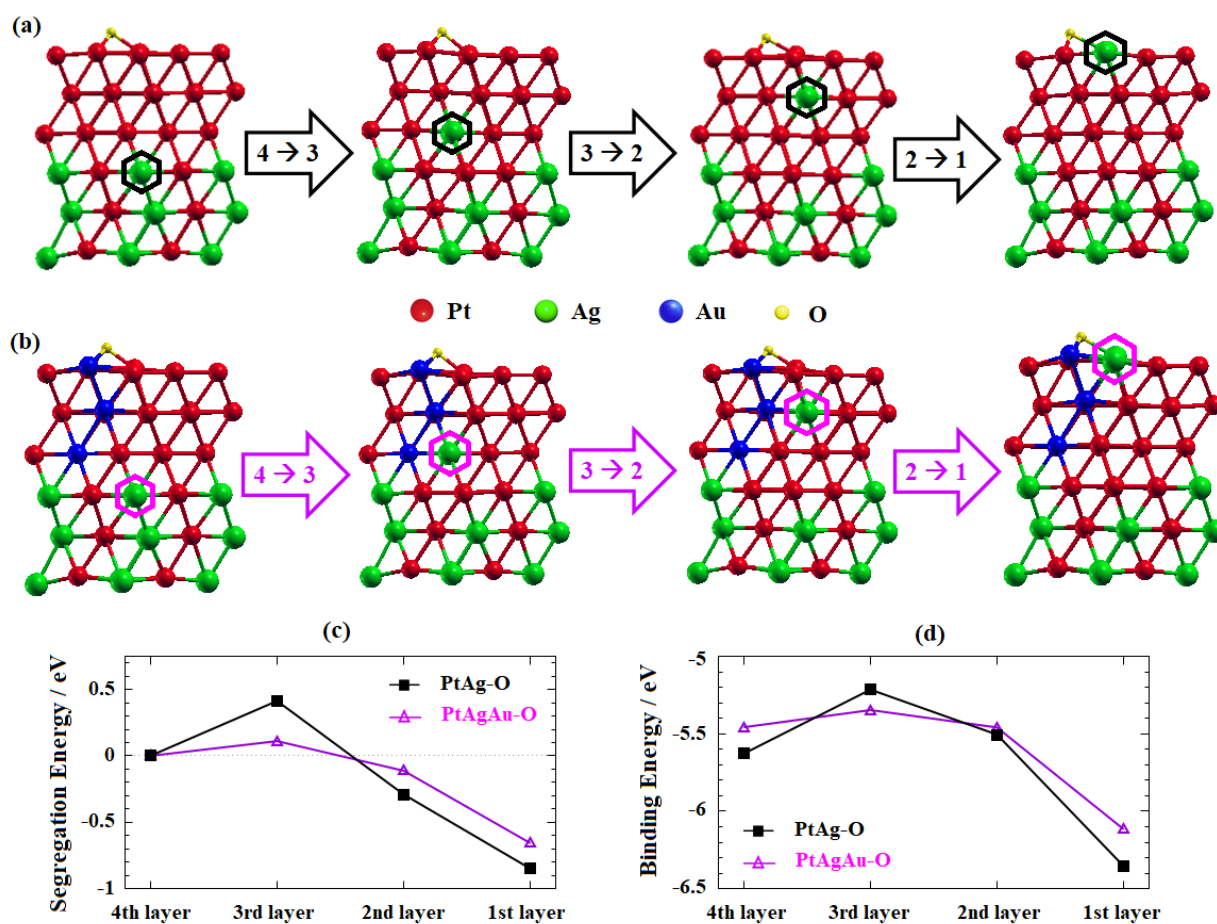 (a)
4 → 3
3 → 2
2 → 1
Pt Ag Au O
(b)
4 → 3
3 → 2
2 → 1
(c)
Segregation Energy / eV
0.5
0
-0.5
-1
PtAg-O
PtAgAu-O
4th layer 3rd layer 2nd layer 1st layer
(d)
Binding Energy / eV
-5
-5.5
-6
-6.5
PtAg-O
PtAgAu-O
4th layer 3rd layer 2nd layer 1st layer